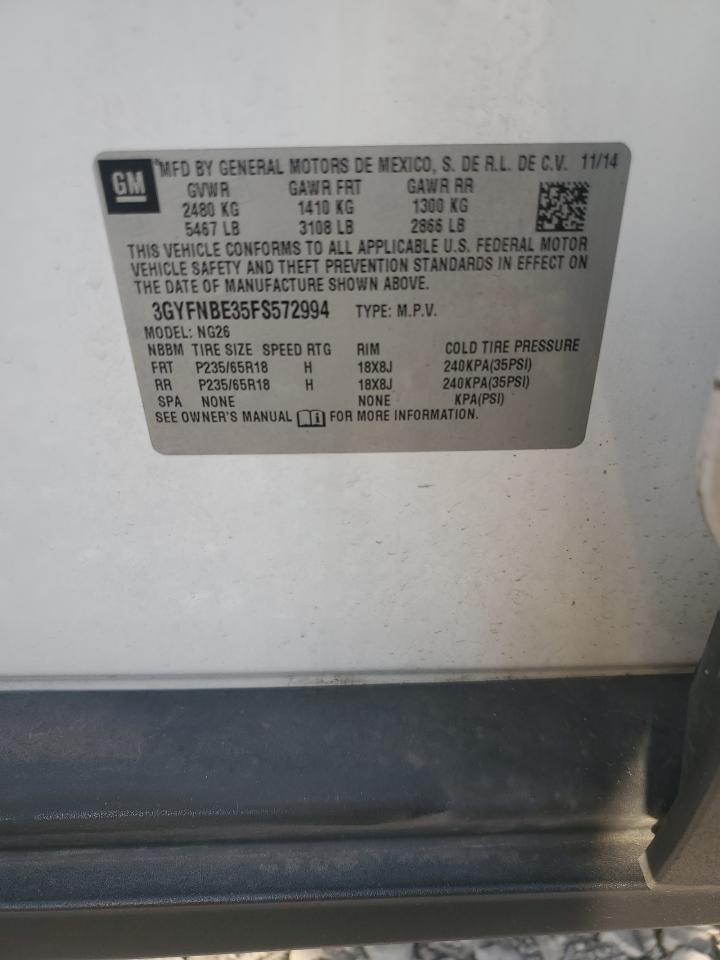 GM
MFD BY GENERAL MOTORS DE MEXICO, S. DE R.L. DE C.V. 11/14
GVWR GAWR FRT GAWR RR
2480 KG 1410 KG 1300 KG
5467 LB 3108 LB 2866 LB
THIS VEHICLE CONFORMS TO ALL APPLICABLE U.S. FEDERAL MOTOR
VEHICLE SAFETY AND THEFT PREVENTION STANDARDS IN EFFECT ON
THE DATE OF MANUFACTURE SHOWN ABOVE.
3GYFNBE35FS572994 TYPE: M.P.V.
MODEL: NG26
NBBM TIRE SIZE SPEED RTG RIM COLD TIRE PRESSURE
FRT P235/65R18 H 18X8J 240KPA(35PSI)
RR P235/65R18 H 18X8J 240KPA(35PSI)
SPA NONE NONE KPA(PSI)
SEE OWNER'S MANUAL FOR MORE INFORMATION.